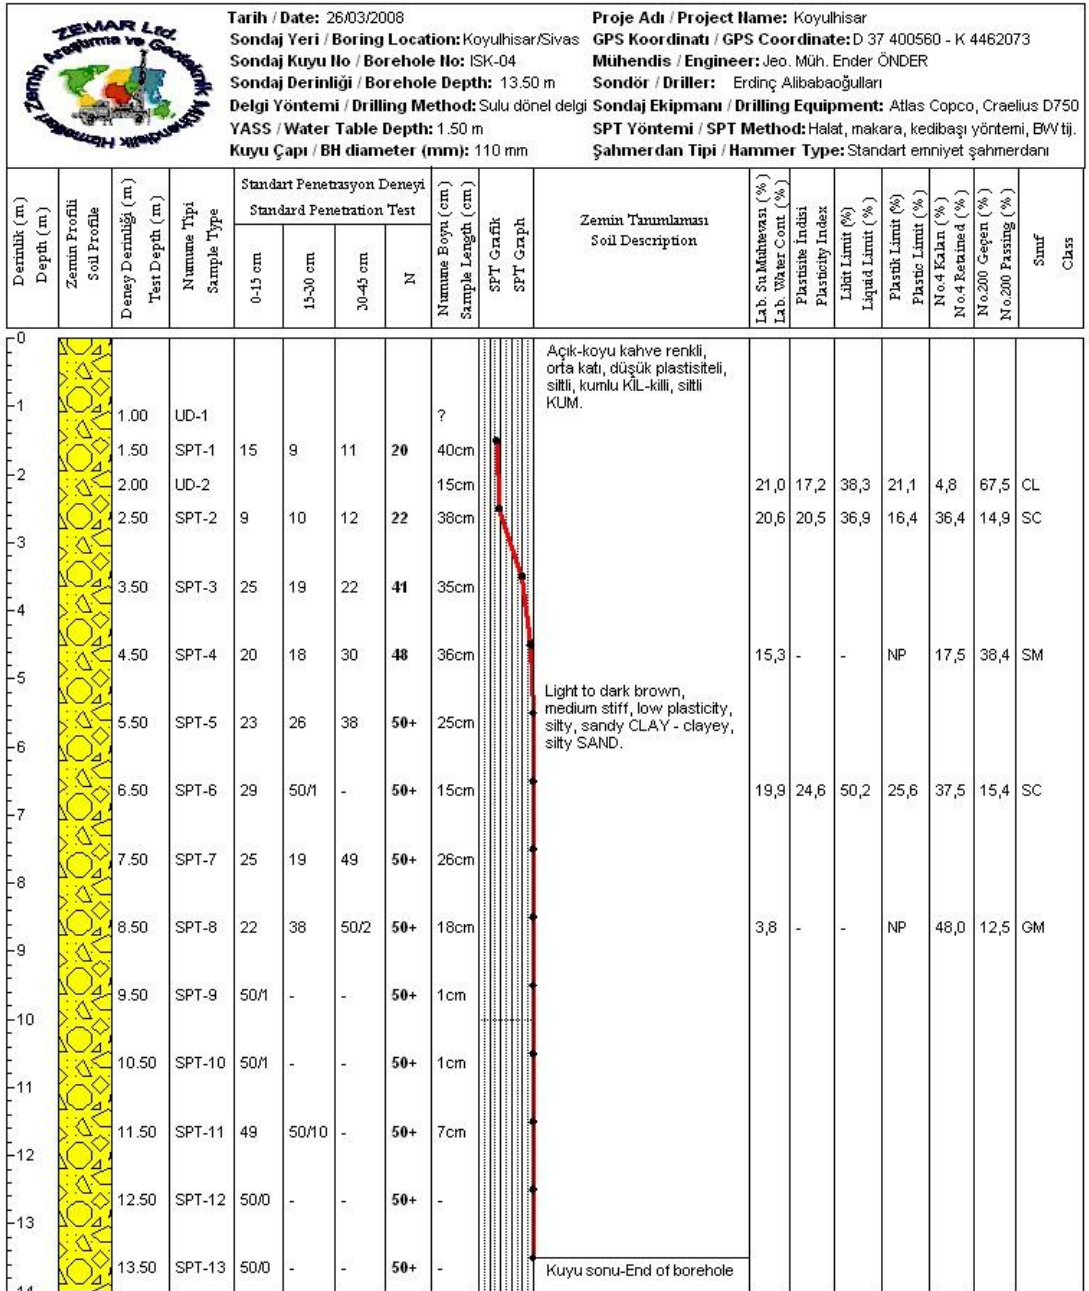 ZEMAR Ltd.
Zemin Araştırma ve Geoteknik Mühendislik Hizmetleri
Tarih / Date: 26/03/2008
Sondaj Yeri / Boring Location: Koyulhisar/Sivas
Sondaj Kuyu No / Borehole No: ISK-04
Sondaj Derinliği / Borehole Depth: 13.50 m
Delgi Yöntemi / Drilling Method: Sulu dönel delgi
YASS / Water Table Depth: 1.50 m
Kuyu Çapı / BH diameter (mm): 110 mm
Proje Adı / Project Name: Koyulhisar
GPS Koordinatı / GPS Coordinate: D 37 400560 - K 4462073
Mühendis / Engineer: Jeo. Müh. Ender ÖNDER
Sondör / Driller: Erdinç Alibabaoğulları
Sondaj Ekipmanı / Drilling Equipment: Atlas Copco, Craelius D750
SPT Yöntemi / SPT Method: Halat, makara, kedibaşı yöntemi, BW tij.
Şahmerdan Tipi / Hammer Type: Standart emniyet şahmerdanı
Derinlik ( m )
Depth ( m )
Zemin Profili
Soil Profile
Deney Derinliği ( m )
Test Depth ( m )
Numune Tipi
Sample Type
Standart Penetrasyon Deneyi
Standard Penetration Test
0-15 cm
15-30 cm
30-45 cm
N
Numune Boyu ( cm )
Sample Length ( cm )
SPT Grafik
SPT Graph
Zemin Tanımlaması
Soil Description
Lab. Su Muhtevası ( % )
Lab. Water Cont. ( % )
Plastisite İndisi
Plasticity Index
Likit Limit (%)
Liquid Limit ( % )
Plastik Limit (%)
Plastic Limit ( % )
No.4 Kalan ( % )
No.4 Retained ( % )
No.200 Geçen ( % )
No.200 Passing ( % )
Sınıf
Class
0
Açık-koyu kahve renkli,
orta katı, düşük plastisiteli,
siltli, kumlu KİL-killi, siltli
KUM.
1
1.00 UD-1 ?
1.50 SPT-1 15 9 11 20 40cm
2
2.00 UD-2 15cm 21,0 17,2 38,3 21,1 4,8 67,5 CL
2.50 SPT-2 9 10 12 22 38cm 20,6 20,5 36,9 16,4 36,4 14,9 SC
3
3.50 SPT-3 25 19 22 41 35cm
4
4.50 SPT-4 20 18 30 48 36cm 15,3 - - NP 17,5 38,4 SM
5
Light to dark brown,
medium stiff, low plasticity,
silty, sandy CLAY - clayey,
silty SAND.
5.50 SPT-5 23 26 38 50+ 25cm
6
6.50 SPT-6 29 50/1 - 50+ 15cm 19,9 24,6 50,2 25,6 37,5 15,4 SC
7
7.50 SPT-7 25 19 49 50+ 26cm
8
8.50 SPT-8 22 38 50/2 50+ 18cm 3,8 - - NP 48,0 12,5 GM
9
9.50 SPT-9 50/1 - - 50+ 1cm
10
10.50 SPT-10 50/1 - - 50+ 1cm
11
11.50 SPT-11 49 50/10 - 50+ 7cm
12
12.50 SPT-12 50/0 - - 50+ -
13
13.50 SPT-13 50/0 - - 50+ - Kuyu sonu-End of borehole
14